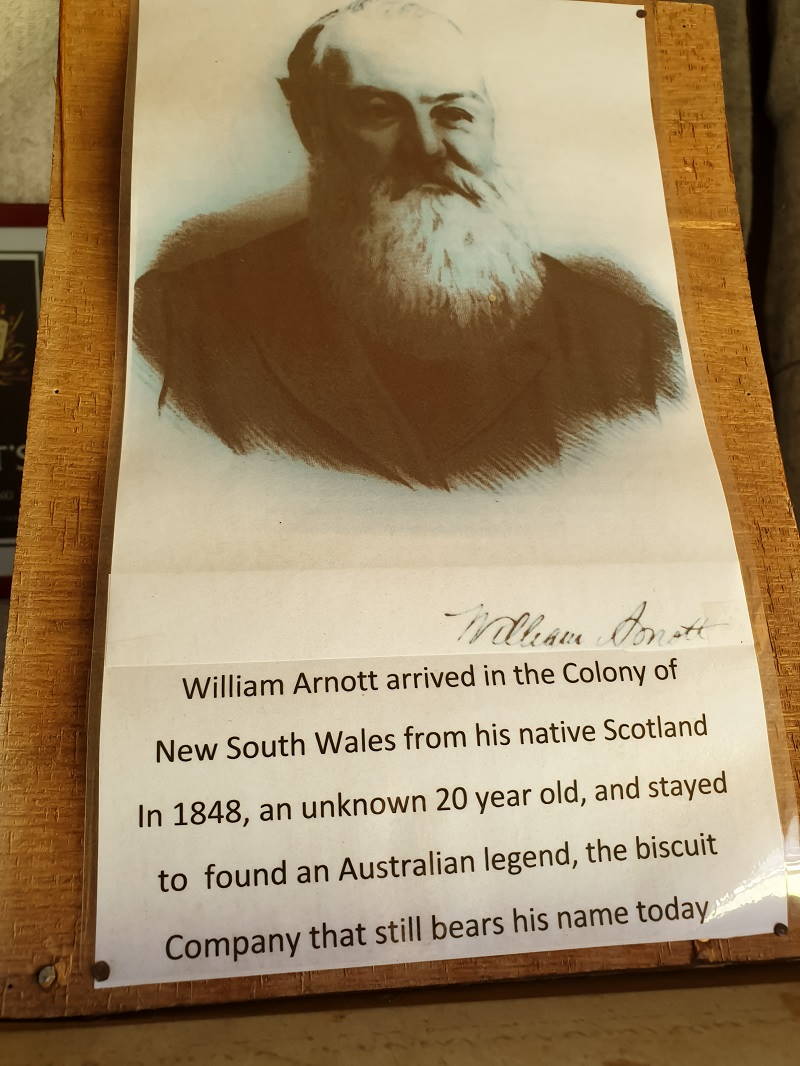 T'S
William Arnott
William Arnott arrived in the Colony of
New South Wales from his native Scotland
In 1848, an unknown 20 year old, and stayed
to found an Australian legend, the biscuit
Company that still bears his name today